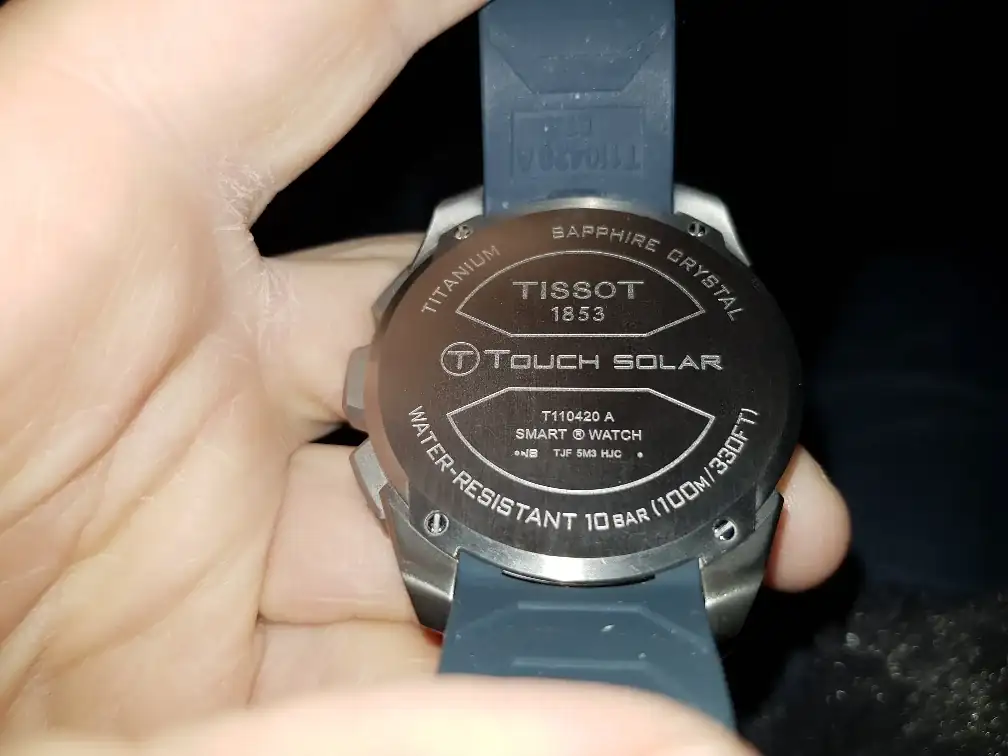 T110420 A
TITANIUM SAPPHIRE CRYSTAL
TISSOT
1853
T TOUCH SOLAR
T110420 A
SMART ® WATCH
TJF 5M3 HJC
WATER-RESISTANT 10 BAR (100M/330FT)